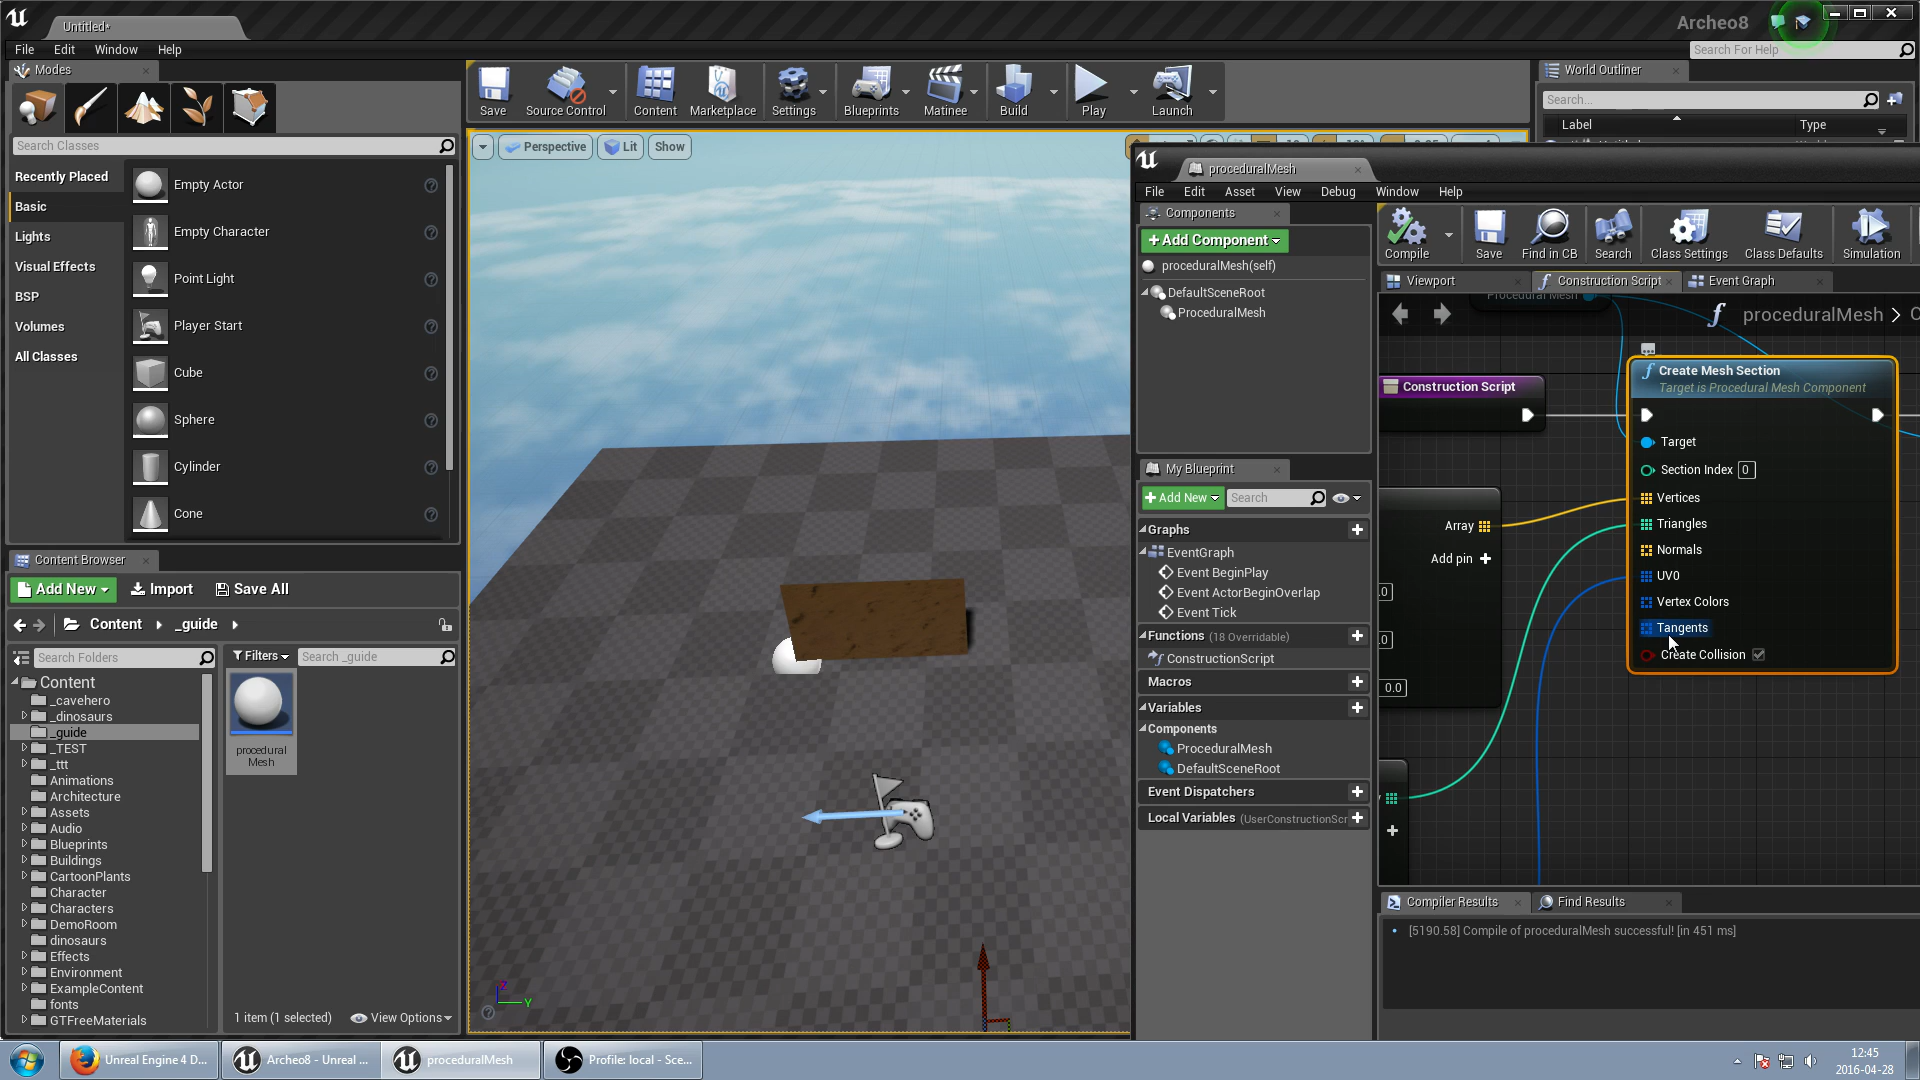 Untitled*
Archeo8
File Edit Window Help
Search For Help
Modes
Search Classes
Recently Placed
Basic
Lights
Visual Effects
BSP
Volumes
All Classes
Empty Actor
Empty Character
Point Light
Player Start
Cube
Sphere
Cylinder
Cone
Save
Source Control
Content
Marketplace
Settings
Blueprints
Matinee
Build
Play
Launch
World Outliner
Search...
Label
Type
Perspective
Lit
Show
proceduralMesh
File Edit Asset View Debug Window Help
Components
+Add Component
proceduralMesh(self)
DefaultSceneRoot
ProceduralMesh
Compile
Save
Find in CB
Search
Class Settings
Class Defaults
Simulation
Viewport
Construction Script
Event Graph
Procedural Mesh
proceduralMesh >
Construction Script
Create Mesh Section
Target is Procedural Mesh Component
Target
Section Index 0
Vertices
Triangles
Normals
UV0
Vertex Colors
Tangents
Create Collision
Array
Add pin +
.0
.0
0.0
My Blueprint
+Add New
Search
Graphs
EventGraph
Event BeginPlay
Event ActorBeginOverlap
Event Tick
Functions (18 Overridable)
ConstructionScript
Macros
Variables
Components
ProceduralMesh
DefaultSceneRoot
Event Dispatchers
Local Variables (UserConstructionScr
Compiler Results
Find Results
[5190.58] Compile of proceduralMesh successful! [in 451 ms]
Content Browser
Add New
Import
Save All
Content
_guide
Search Folders
Filters
Search _guide
Content
_cavehero
_dinosaurs
_guide
_TEST
_ttt
Animations
Architecture
Assets
Audio
Blueprints
Buildings
CartoonPlants
Character
Characters
DemoRoom
dinosaurs
Effects
Environment
ExampleContent
fonts
GTFreeMaterials
procedural
Mesh
1 item (1 selected)
View Options
Z
Y
Unreal Engine 4 D...
Archeo8 - Unreal ...
proceduralMesh
Profile: local - Sce...
12:45
2016-04-28